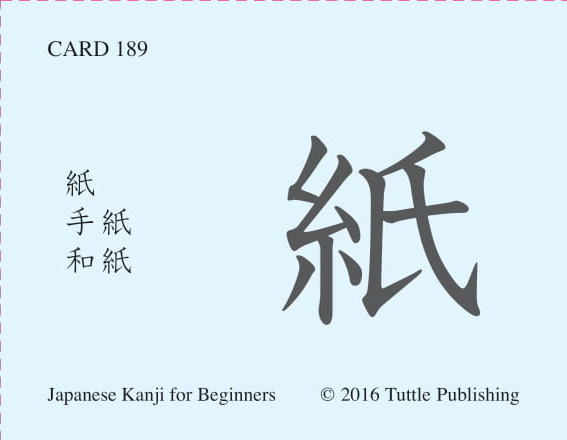 CARD 189
紙
手紙
和紙
紙
Japanese Kanji for Beginners
© 2016 Tuttle Publishing